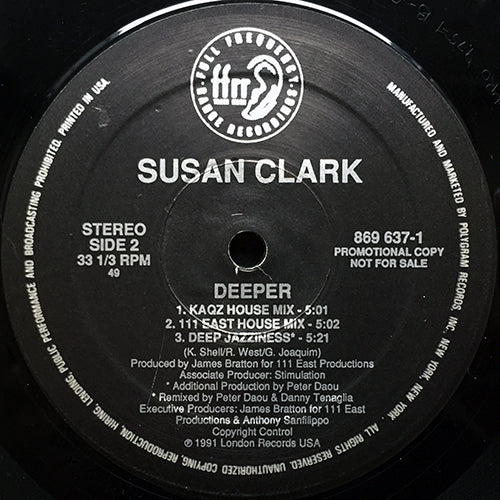 FULL FREQUENCY
ffrr
RANGE RECORDINGS
SUSAN CLARK
STEREO
SIDE 2
33 1/3 RPM
49
869 637-1
PROMOTIONAL COPY
NOT FOR SALE
DEEPER
1. KAQZ HOUSE MIX - 5:01
2. 111 EAST HOUSE MIX - 5:02
3. DEEP JAZZINESS* - 5:21
(K. Shell/R. West/G. Joaquim)
Produced by James Bratton for 111 East Productions
Associate Producer: Stimulation
* Additional Production by Peter Daou
* Remixed by Peter Daou & Danny Tenaglia
Executive Producers: James Bratton for 111 East
Productions & Anthony Sanfilippo
Copyright Control
℗ 1991 London Records USA
MANUFACTURED AND MARKETED BY POLYGRAM RECORDS, INC. NEW YORK, NEW YORK. ALL RIGHTS RESERVED. UNAUTHORIZED COPYING, REPRODUCTION, HIRING, LENDING, PUBLIC PERFORMANCE AND BROADCASTING PROHIBITED. PRINTED IN USA.